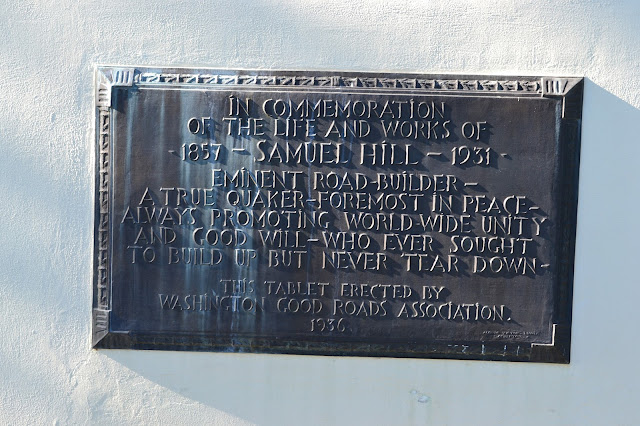 IN COMMEMORATION
OF THE LIFE AND WORKS OF
1857 – SAMUEL HILL – 1931
EMINENT ROAD-BUILDER –
A TRUE QUAKER – FOREMOST IN PEACE –
ALWAYS PROMOTING WORLD-WIDE UNITY
AND GOOD WILL – WHO EVER SOUGHT
TO BUILD UP BUT NEVER TEAR DOWN –
THIS TABLET ERECTED BY
WASHINGTON GOOD ROADS ASSOCIATION.
1936